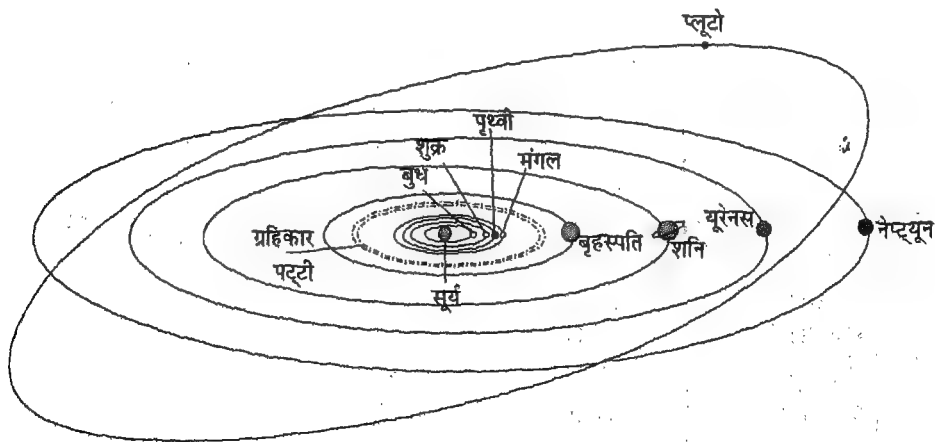 प्लूटो
पृथ्वी
शुक्र
मंगल
बुध
ग्रहिकार
पट्टी
सूर्य
बृहस्पति
शनि
यूरेनस
नेप्ट्यून